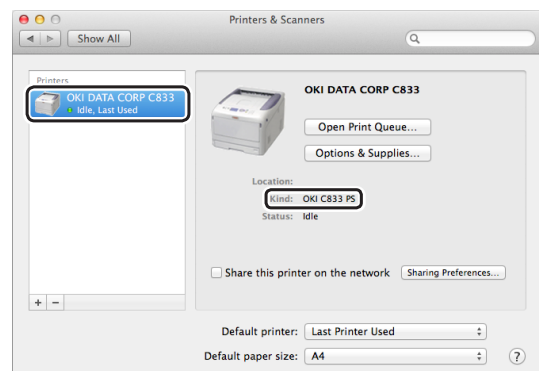 Printers & Scanners
Show All
Printers
OKI DATA CORP C833
Idle, Last Used
OKI DATA CORP C833
Open Print Queue...
Options & Supplies...
Location:
Kind: OKI C833 PS
Status: Idle
Share this printer on the network Sharing Preferences...
+ −
Default printer: Last Printer Used
Default paper size: A4 ?